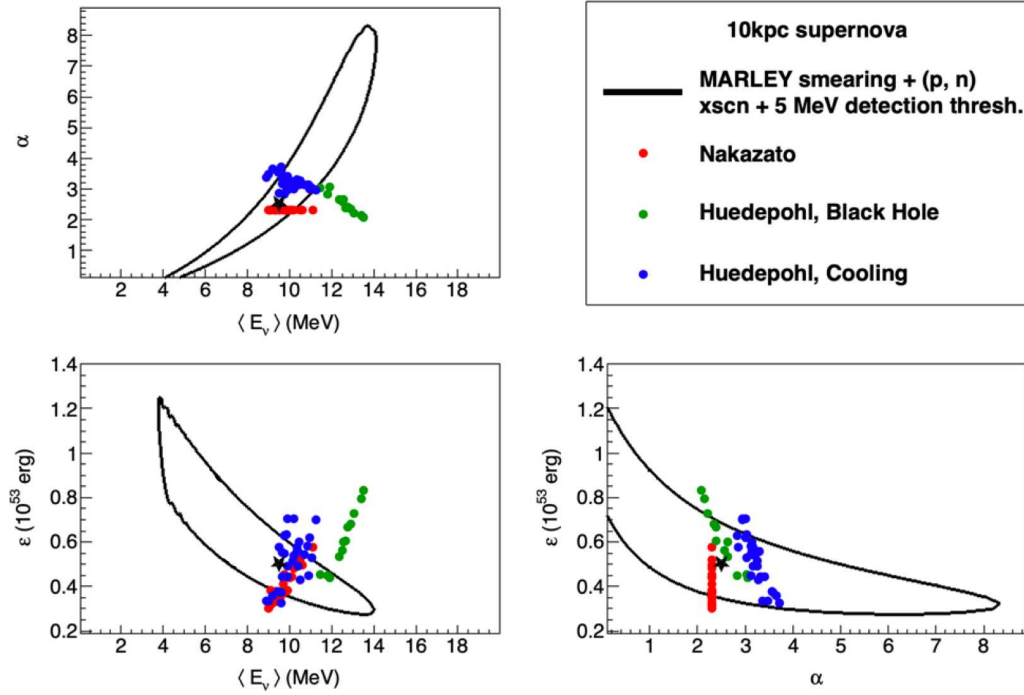 8
7
6
5
4
3
2
1
α
2 4 6 8 10 12 14 16 18
⟨ E_ν ⟩ (MeV)
10kpc supernova
MARLEY smearing + (p, n)
xscn + 5 MeV detection thresh.
Nakazato
Huedepohl, Black Hole
Huedepohl, Cooling
1.4
1.2
1
0.8
0.6
0.4
0.2
ε (10^53 erg)
2 4 6 8 10 12 14 16 18
⟨ E_ν ⟩ (MeV)
1.4
1.2
1
0.8
0.6
0.4
0.2
ε (10^53 erg)
1 2 3 4 5 6 7 8
α